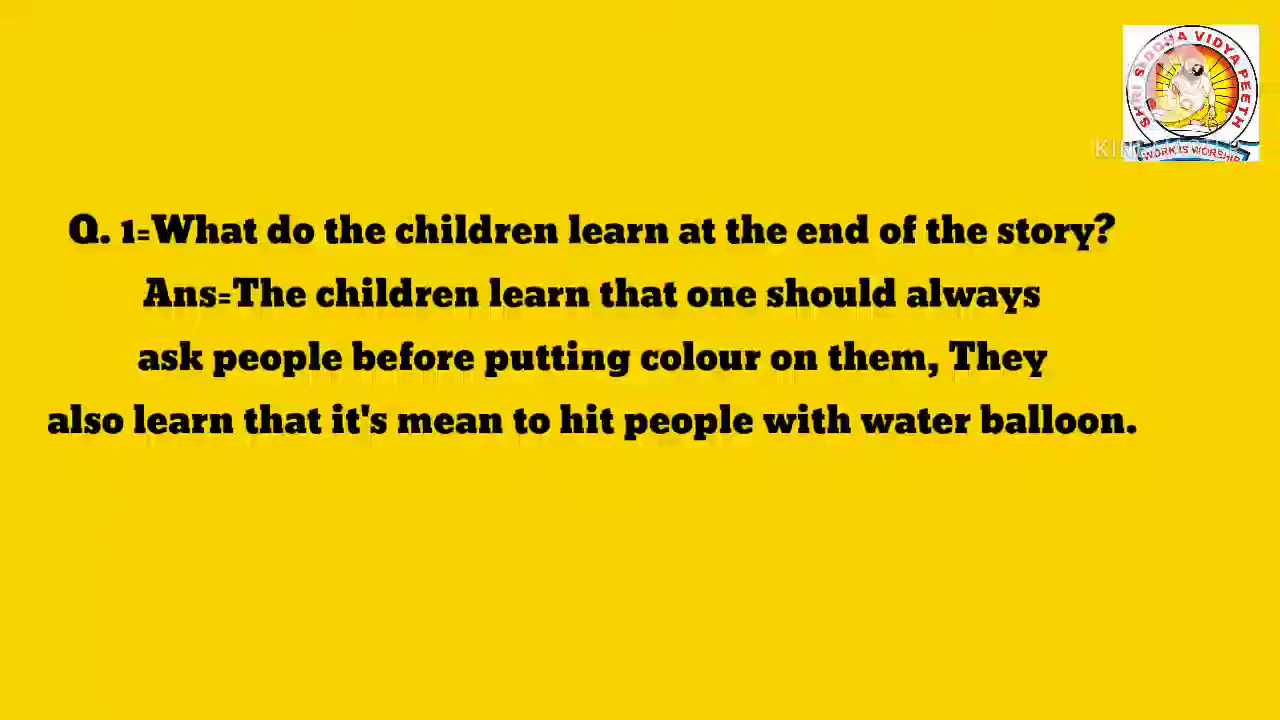 SHRI SIDDHA VIDYA PEETH
WORK IS WORSHIP
Q. 1=What do the children learn at the end of the story?
Ans=The children learn that one should always
ask people before putting colour on them, They
also learn that it's mean to hit people with water balloon.